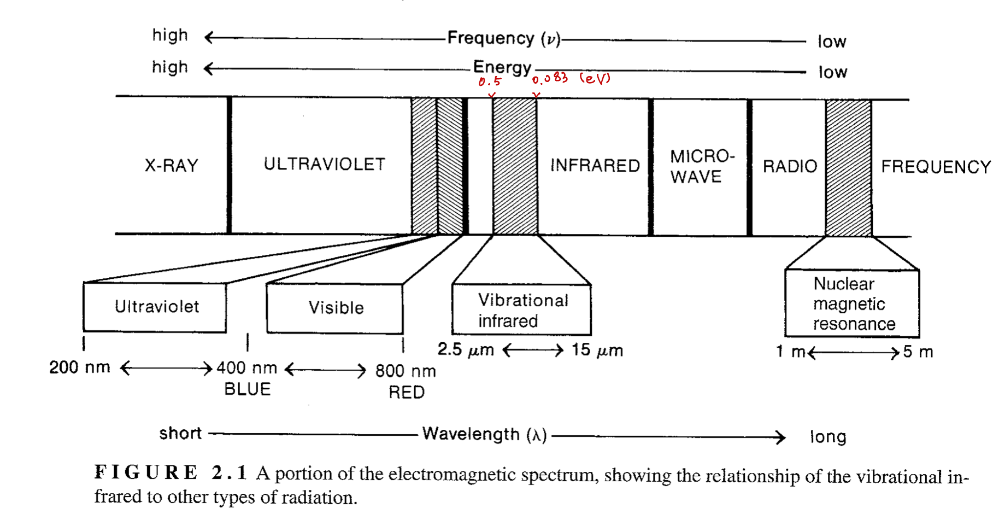 high Frequency (ν) low
high Energy low
0.5 0.083 (eV)
X-RAY ULTRAVIOLET INFRARED MICRO-WAVE RADIO FREQUENCY
Ultraviolet
Visible
Vibrational
infrared
Nuclear
magnetic
resonance
200 nm 400 nm 800 nm
BLUE RED
2.5 μm 15 μm
1 m 5 m
short Wavelength (λ) long
FIGURE 2.1 A portion of the electromagnetic spectrum, showing the relationship of the vibrational in-
frared to other types of radiation.